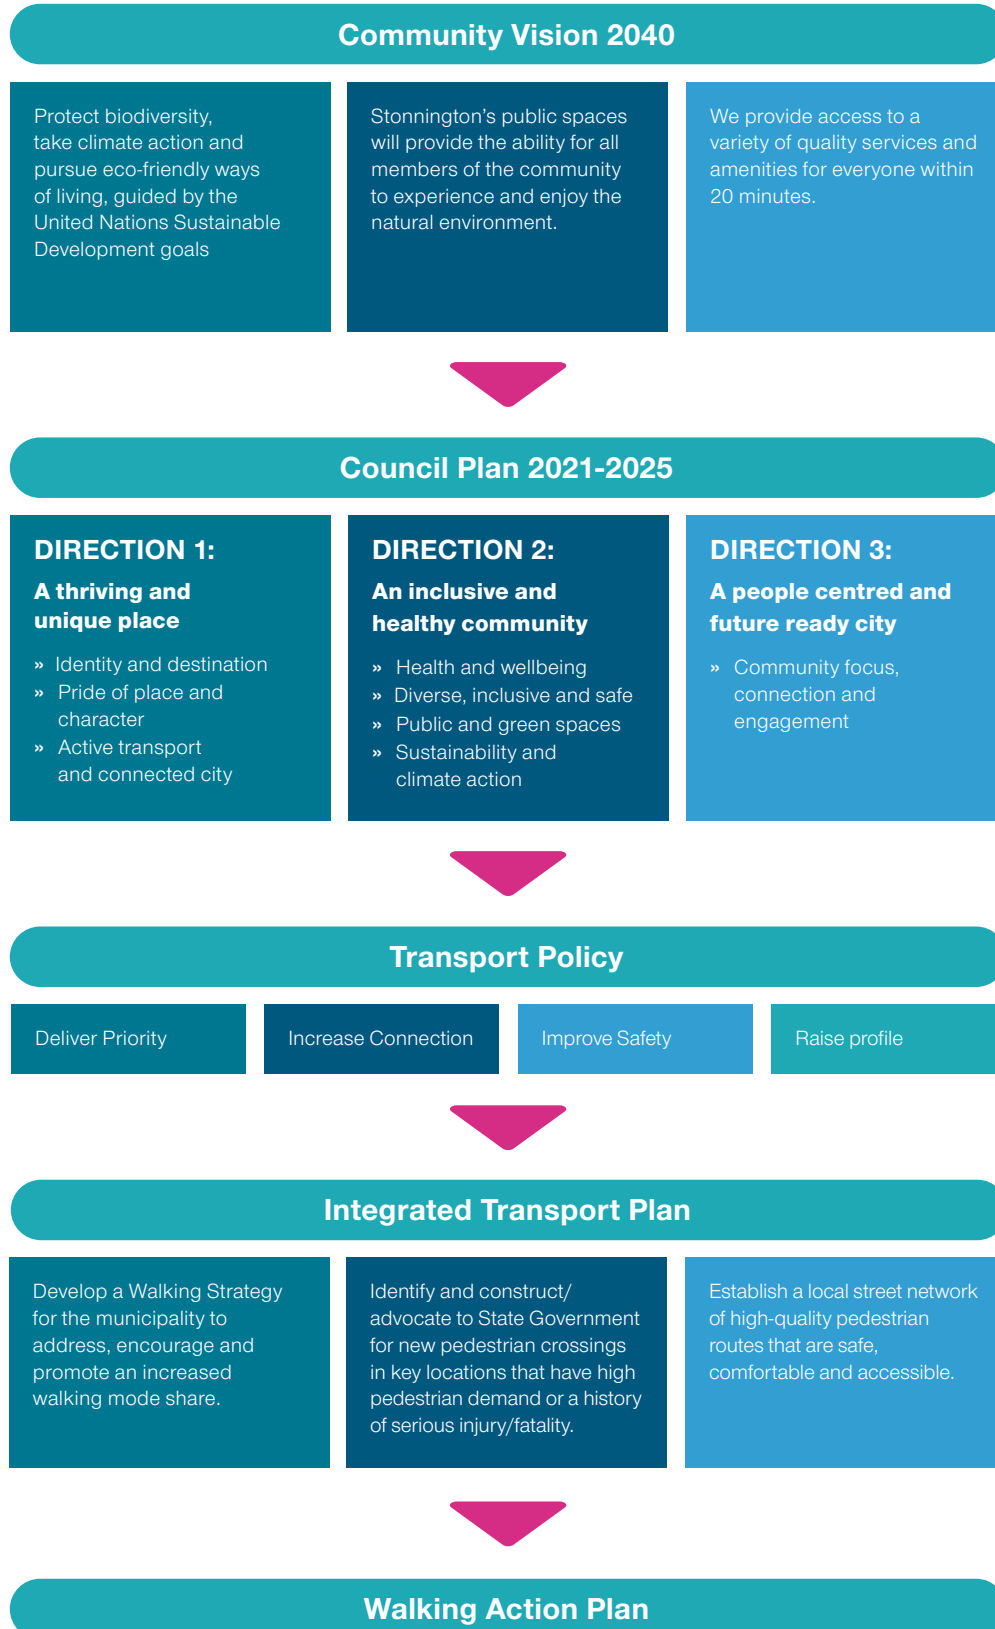 Community Vision 2040
Protect biodiversity,
take climate action and
pursue eco-friendly ways
of living, guided by the
United Nations Sustainable
Development goals
Stonnington's public spaces
will provide the ability for all
members of the community
to experience and enjoy the
natural environment.
We provide access to a
variety of quality services and
amenities for everyone within
20 minutes.
Council Plan 2021-2025
DIRECTION 1:
A thriving and
unique place
» Identity and destination
» Pride of place and
character
» Active transport
and connected city
DIRECTION 2:
An inclusive and
healthy community
» Health and wellbeing
» Diverse, inclusive and safe
» Public and green spaces
» Sustainability and
climate action
DIRECTION 3:
A people centred and
future ready city
» Community focus,
connection and
engagement
Transport Policy
Deliver Priority
Increase Connection
Improve Safety
Raise profile
Integrated Transport Plan
Develop a Walking Strategy
for the municipality to
address, encourage and
promote an increased
walking mode share.
Identify and construct/
advocate to State Government
for new pedestrian crossings
in key locations that have high
pedestrian demand or a history
of serious injury/fatality.
Establish a local street network
of high-quality pedestrian
routes that are safe,
comfortable and accessible.
Walking Action Plan